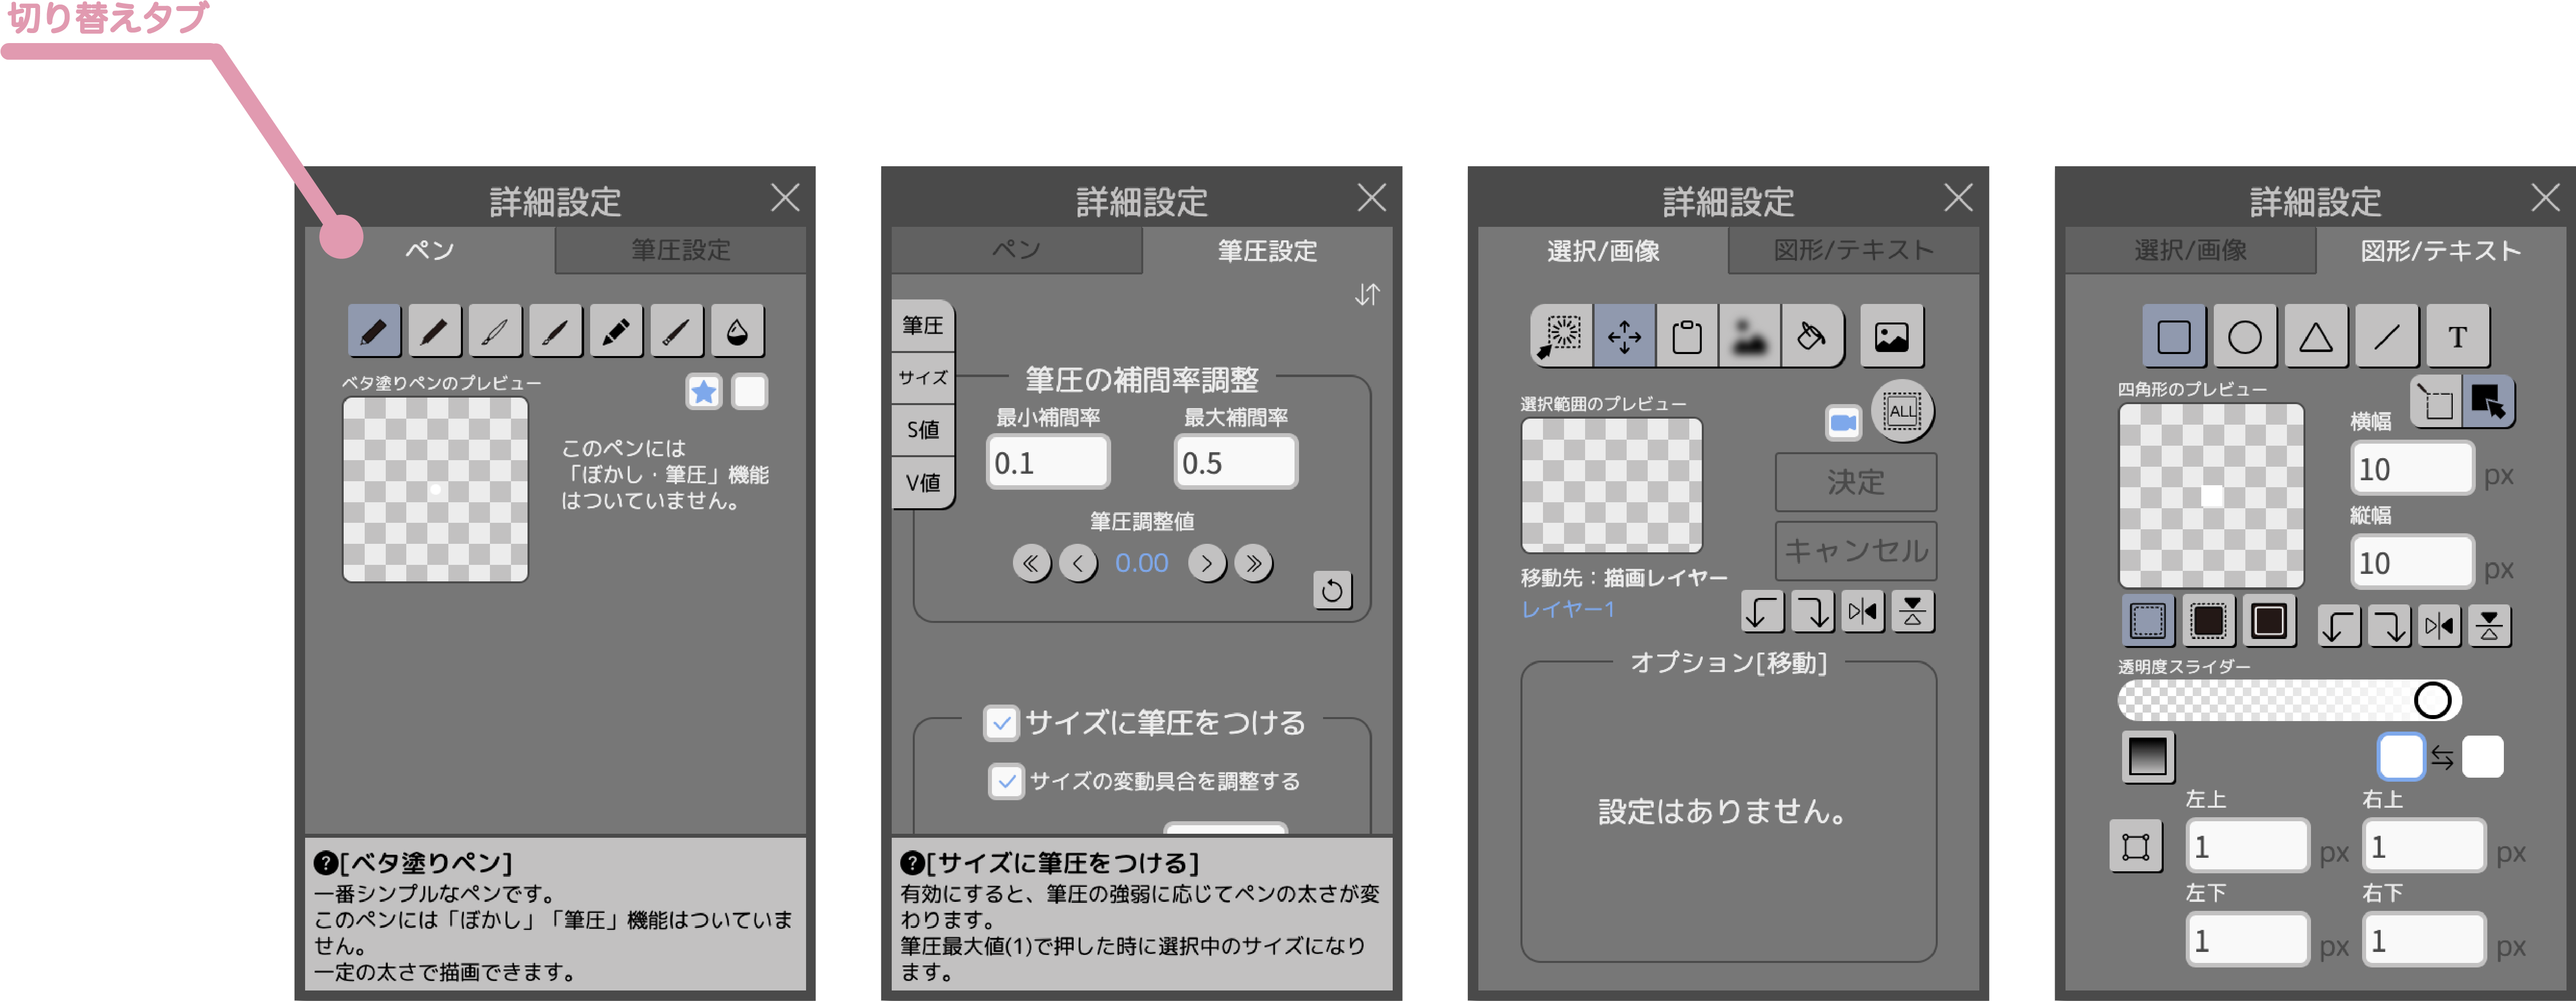 切り替えタブ
詳細設定
ペン
筆圧設定
ベタ塗りペンのプレビュー
このペンには
「ぼかし・筆圧」機能
はついていません。
?[ベタ塗りペン]
一番シンプルなペンです。
このペンには「ぼかし」「筆圧」機能はついていま
せん。
一定の太さで描画できます。
詳細設定
ペン
筆圧設定
筆圧
サイズ
S値
V値
筆圧の補間率調整
最小補間率
最大補間率
0.1
0.5
筆圧調整値
0.00
サイズに筆圧をつける
サイズの変動具合を調整する
?[サイズに筆圧をつける]
有効にすると、筆圧の強弱に応じてペンの太さが変
わります。
筆圧最大値(1)で押した時に選択中のサイズになり
ます。
詳細設定
選択/画像
図形/テキスト
選択範囲のプレビュー
ALL
決定
キャンセル
移動先：描画レイヤー
レイヤー1
オプション[移動]
設定はありません。
詳細設定
選択/画像
図形/テキスト
T
四角形のプレビュー
横幅
10 px
縦幅
10 px
透明度スライダー
左上
右上
1 px
1 px
左下
右下
1 px
1 px